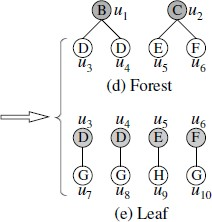 B u1 C u2
D D E F
u3 u4 u5 u6
(d) Forest
u3 u4 u5 u6
D D E F
G G H G
u7 u8 u9 u10
(e) Leaf